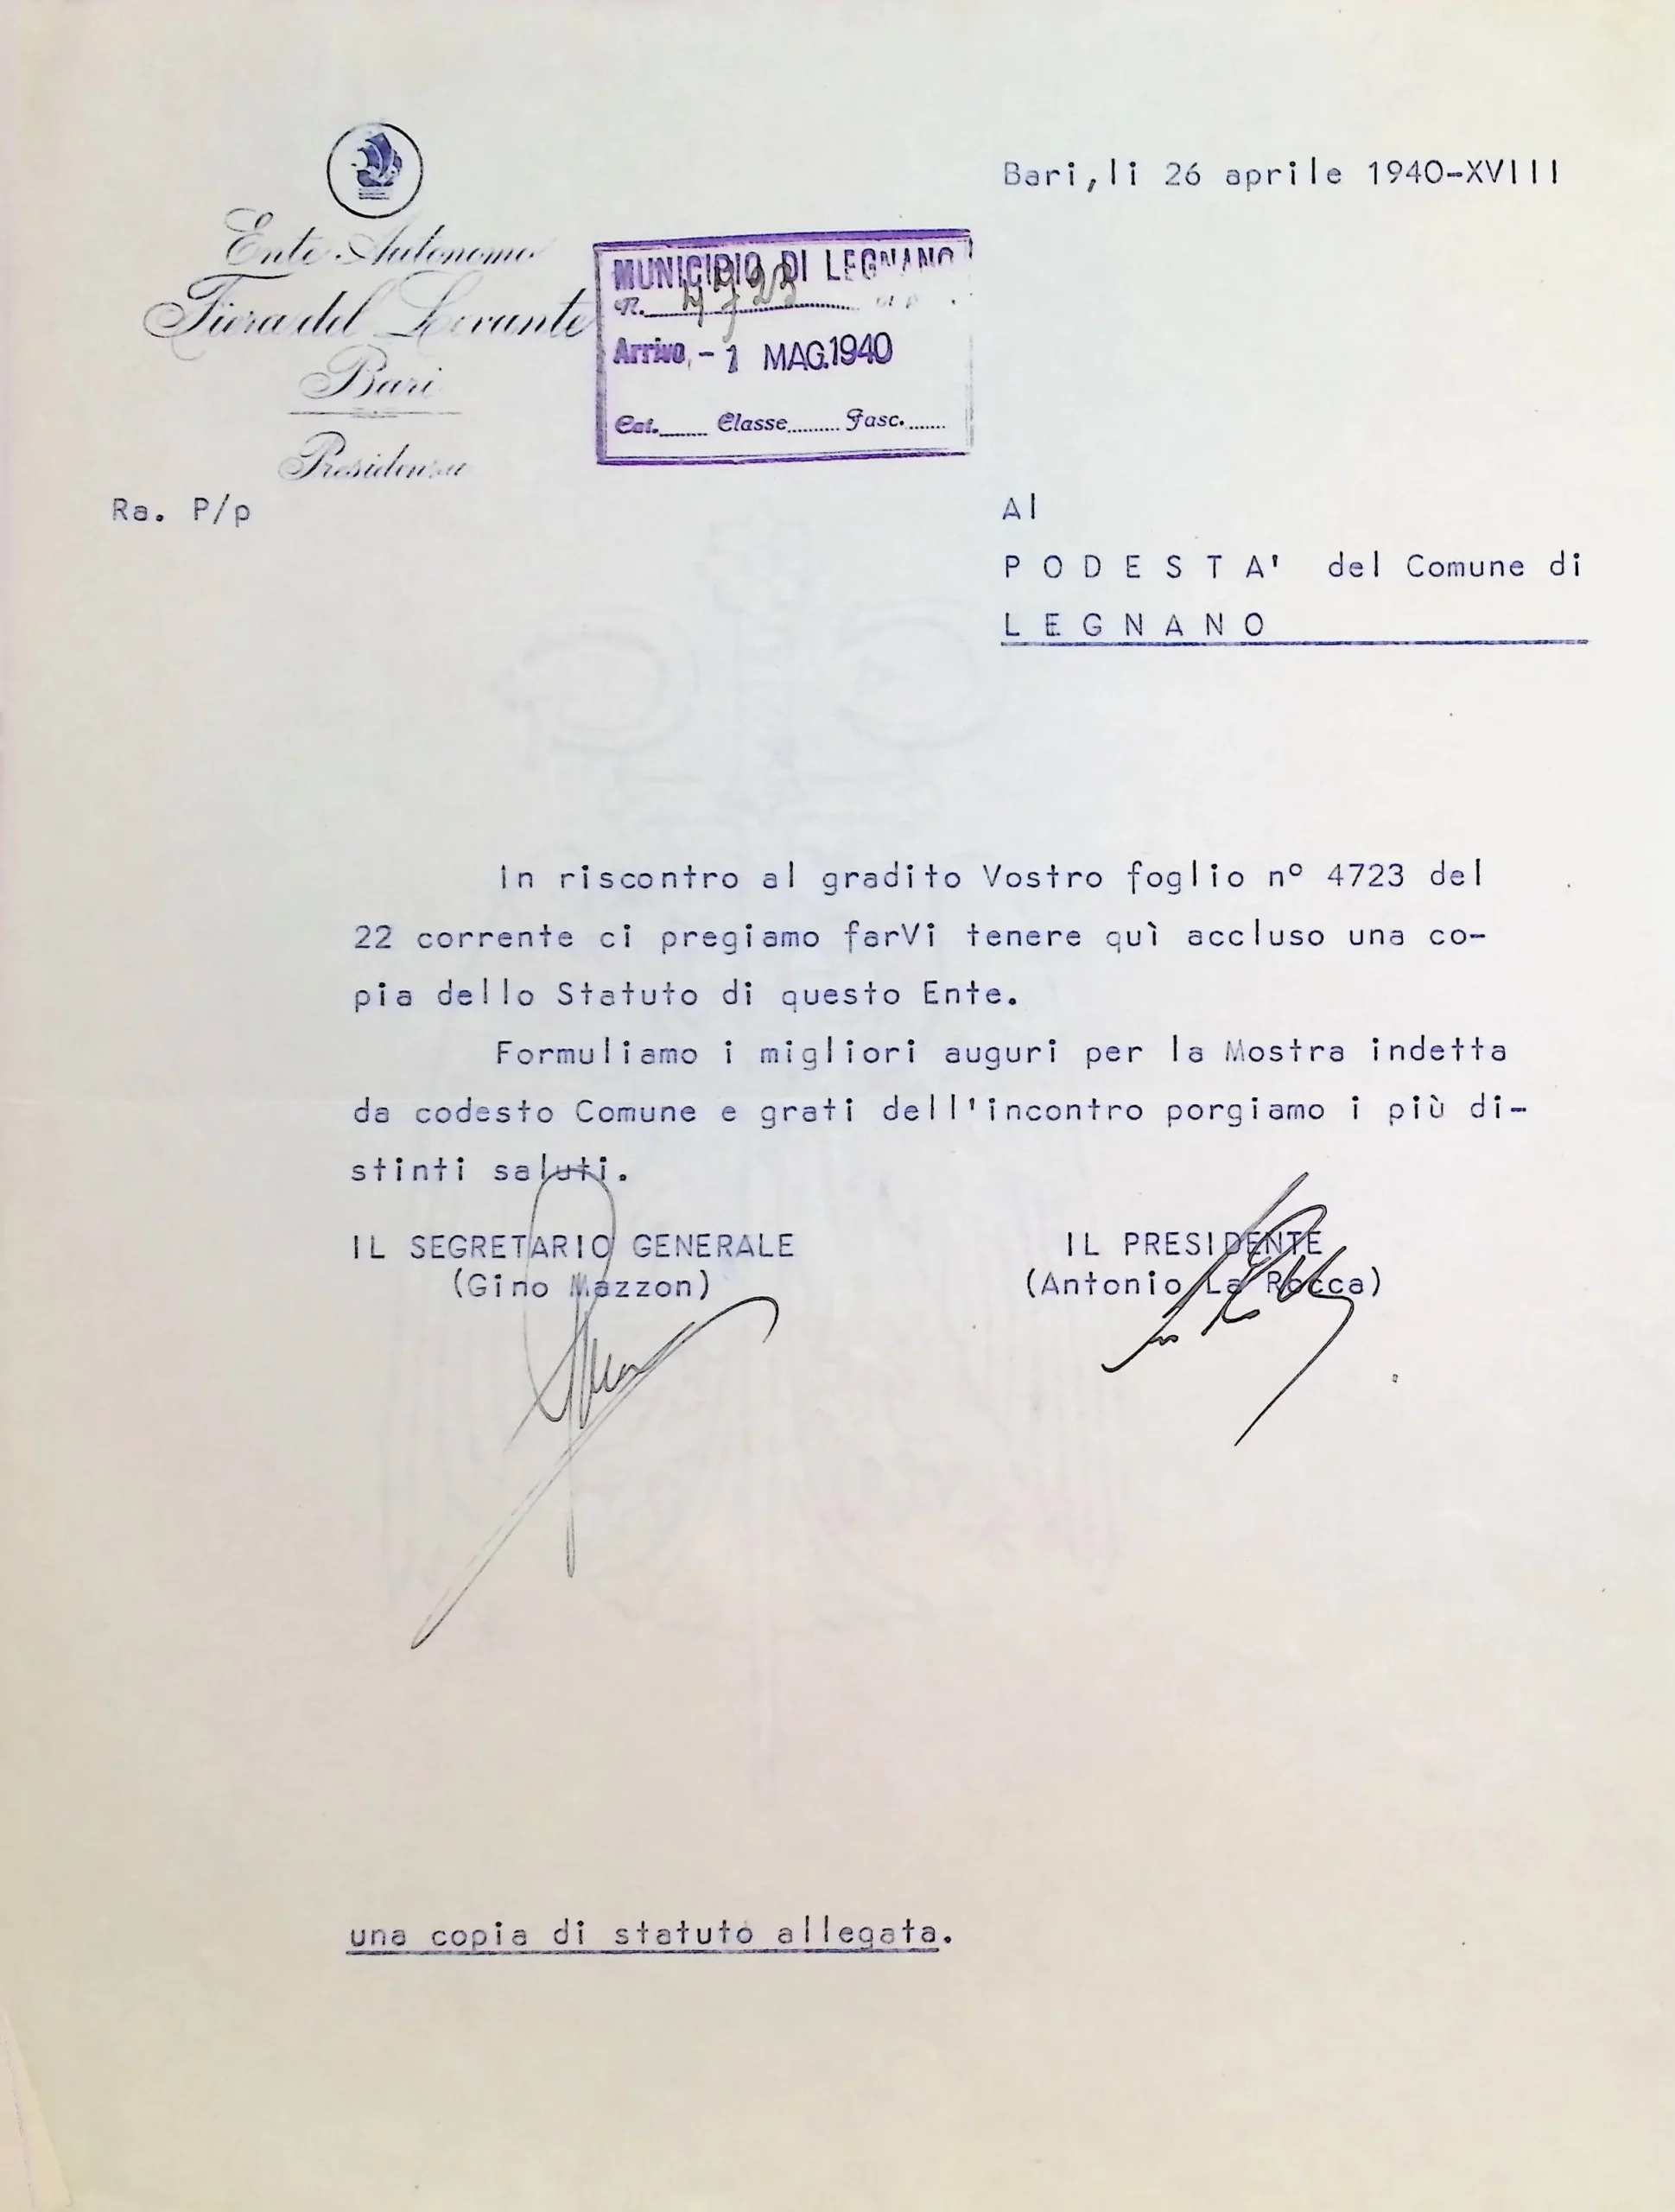 Ente Autonomo
Fiera del Levante
Bari
Presidenza
Bari, li 26 aprile 1940-XVIII
MUNICIPIO DI LEGNANO
N. 4723
Arrivo, - 1 MAG.1940
Cat. Classe Fasc.
Ra. P/p
Al
P O D E S T A' del Comune di
L E G N A N O
In riscontro al gradito Vostro foglio n° 4723 del
22 corrente ci pregiamo farVi tenere quì accluso una co-
pia dello Statuto di questo Ente.
Formuliamo i migliori auguri per la Mostra indetta
da codesto Comune e grati dell'incontro porgiamo i più di-
stinti saluti.
IL SEGRETARIO GENERALE IL PRESIDENTE
(Gino Mazzon) (Antonio La Rocca)
una copia di statuto allegata.